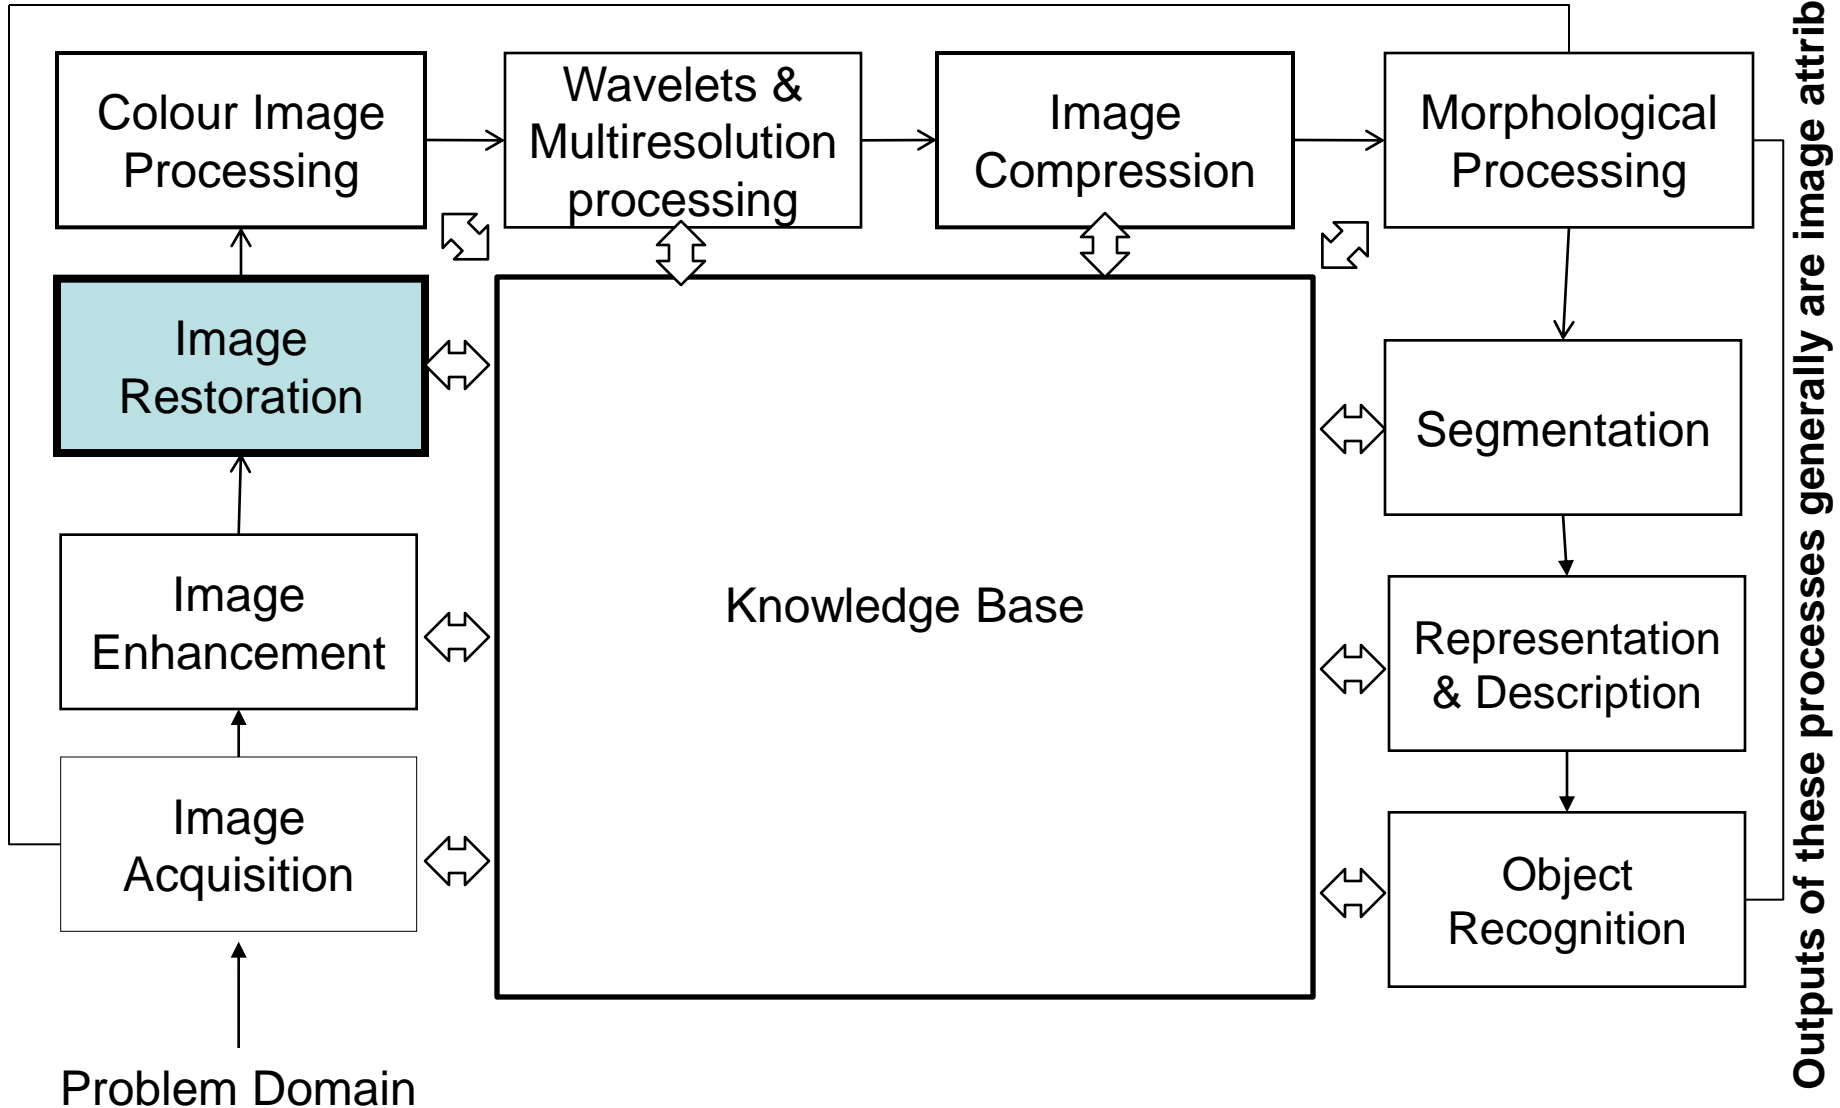 Colour Image
Processing
Wavelets &
Multiresolution
processing
Image
Compression
Morphological
Processing
Image
Restoration
Segmentation
Image
Enhancement
Knowledge Base
Representation
& Description
Image
Acquisition
Object
Recognition
Problem Domain
Outputs of these processes generally are image attrib